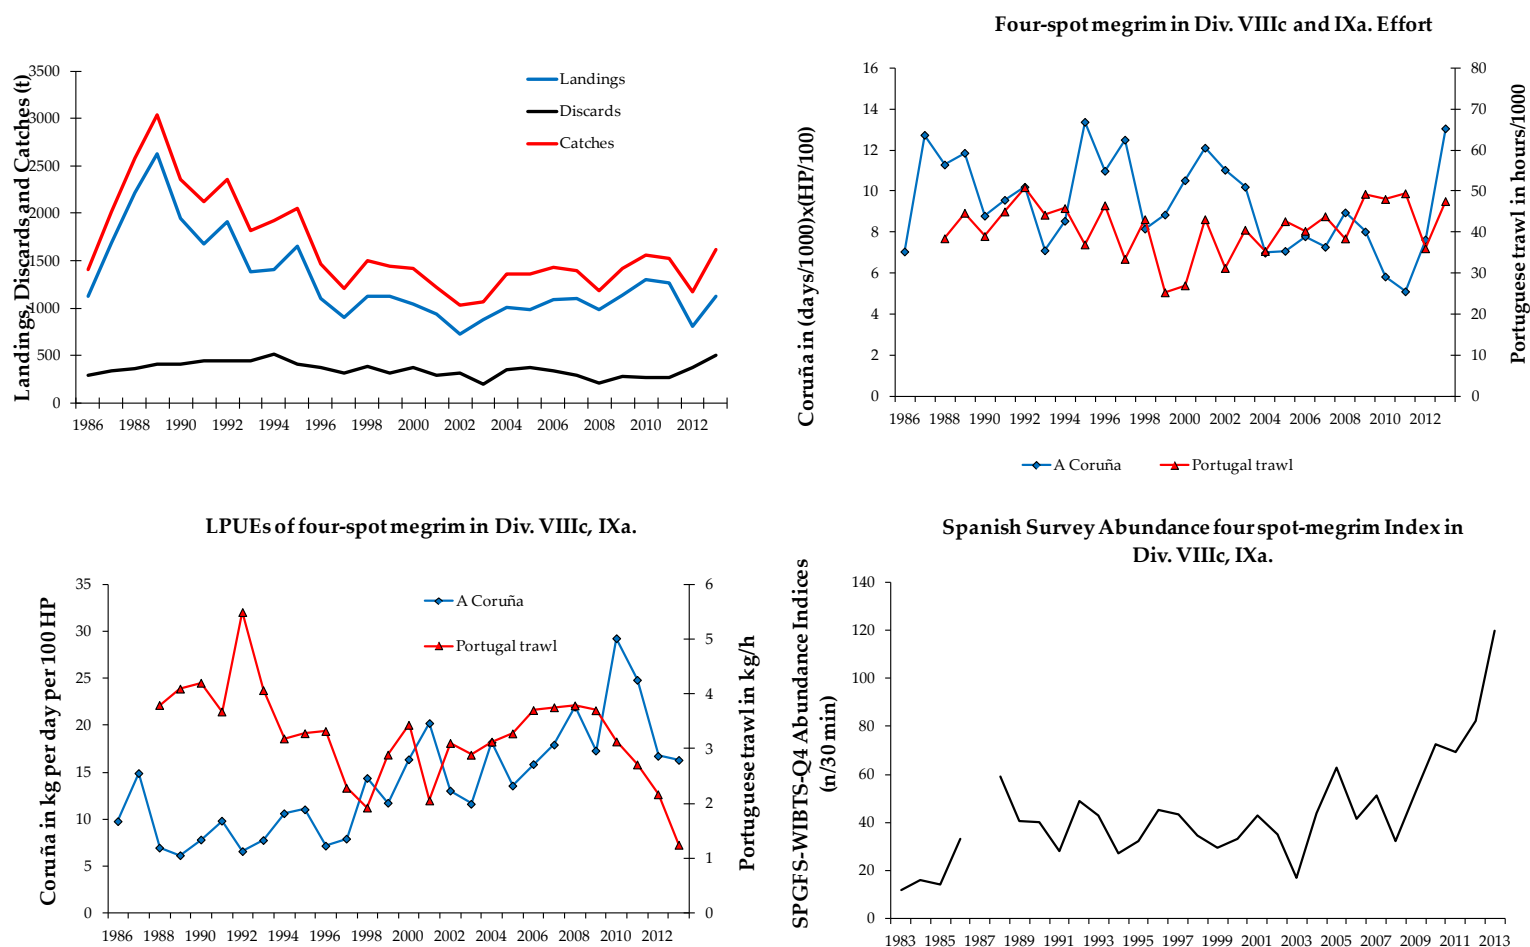 Landings, Discards and Catches (t)
3500
3000
2500
2000
1500
1000
500
0
1986 1988 1990 1992 1994 1996 1998 2000 2002 2004 2006 2008 2010 2012
Landings
Discards
Catches
Four-spot megrim in Div. VIIIc and IXa. Effort
Coruña in (days/1000)x(HP/100)
16
14
12
10
8
6
4
2
0
80
70
60
50
40
30
20
10
0
Portuguese trawl in hours/1000
1986 1988 1990 1992 1994 1996 1998 2000 2002 2004 2006 2008 2010 2012
A Coruña Portugal trawl
LPUEs of four-spot megrim in Div. VIIIc, IXa.
Coruña in kg per day per 100 HP
35
30
25
20
15
10
5
0
A Coruña
Portugal trawl
6
5
4
3
2
1
0
Portuguese trawl in kg/h
1986 1988 1990 1992 1994 1996 1998 2000 2002 2004 2006 2008 2010 2012
Spanish Survey Abundance four spot-megrim Index in
Div. VIIIc, IXa.
SPGFS-WIBTS-Q4 Abundance Indices
(n/30 min)
140
120
100
80
60
40
20
0
1983 1985 1987 1989 1991 1993 1995 1997 1999 2001 2003 2005 2007 2009 2011 2013